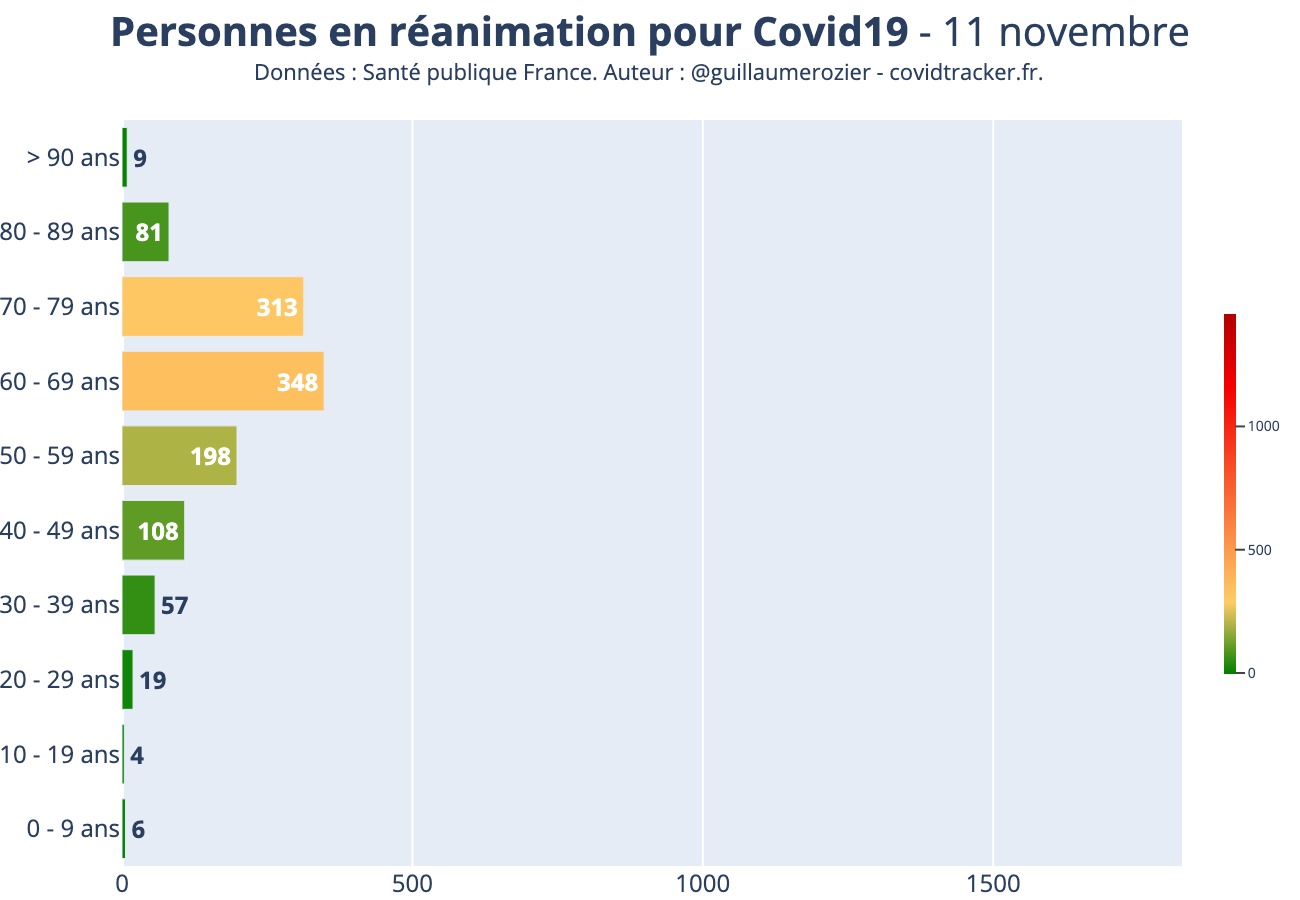 Personnes en réanimation pour Covid19 - 11 novembre
Données : Santé publique France. Auteur : @guillaumerozier - covidtracker.fr.
> 90 ans 9
80 - 89 ans 81
70 - 79 ans 313
60 - 69 ans 348
50 - 59 ans 198
40 - 49 ans 108
30 - 39 ans 57
20 - 29 ans 19
10 - 19 ans 4
0 - 9 ans 6
0 500 1000 1500
1000
500
0